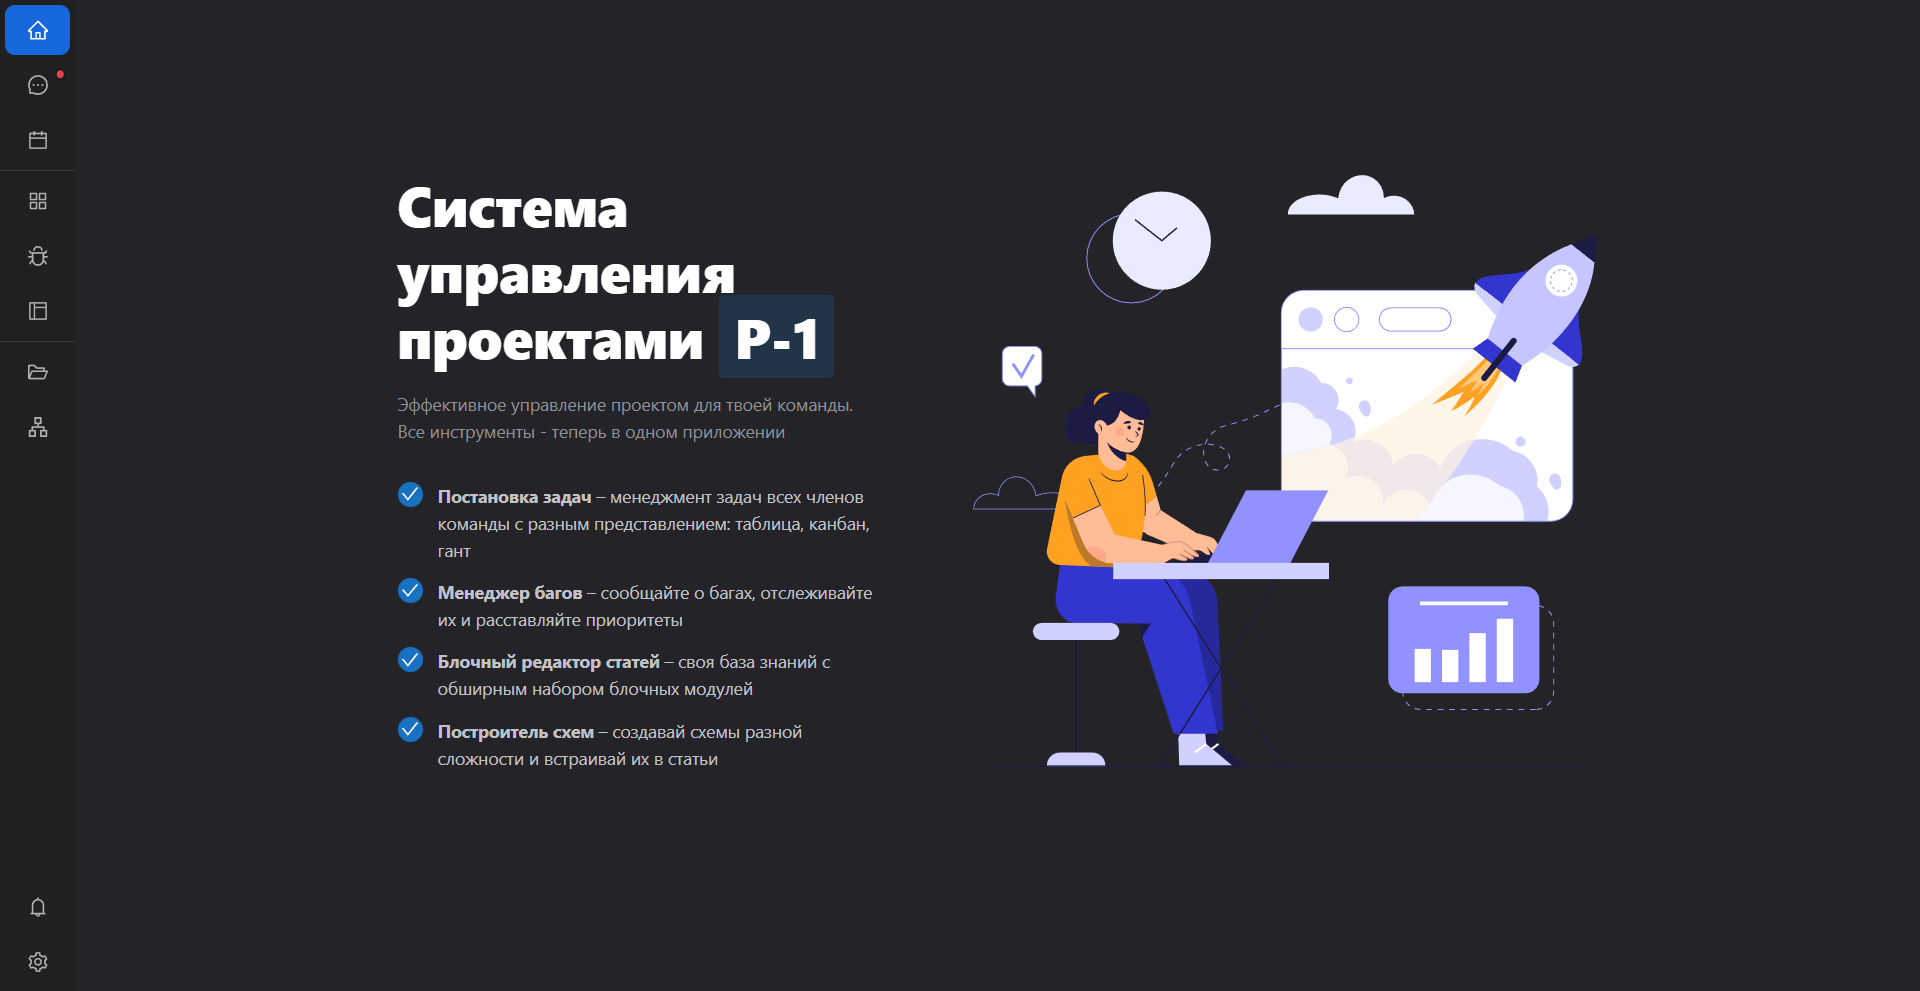 Система
управления
проектами P-1
Эффективное управление проектом для твоей команды.
Все инструменты - теперь в одном приложении
Постановка задач – менеджмент задач всех членов
команды с разным представлением: таблица, канбан,
гант
Менеджер багов – сообщайте о багах, отслеживайте
их и расставляйте приоритеты
Блочный редактор статей – своя база знаний с
обширным набором блочных модулей
Построитель схем – создавай схемы разной
сложности и встраивай их в статьи